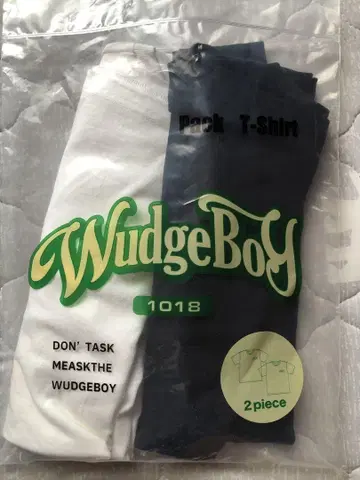 Pack T-Shirt
WudgeBoy
1018
DON' TASK
MEASKTHE
WUDGEBOY
2piece